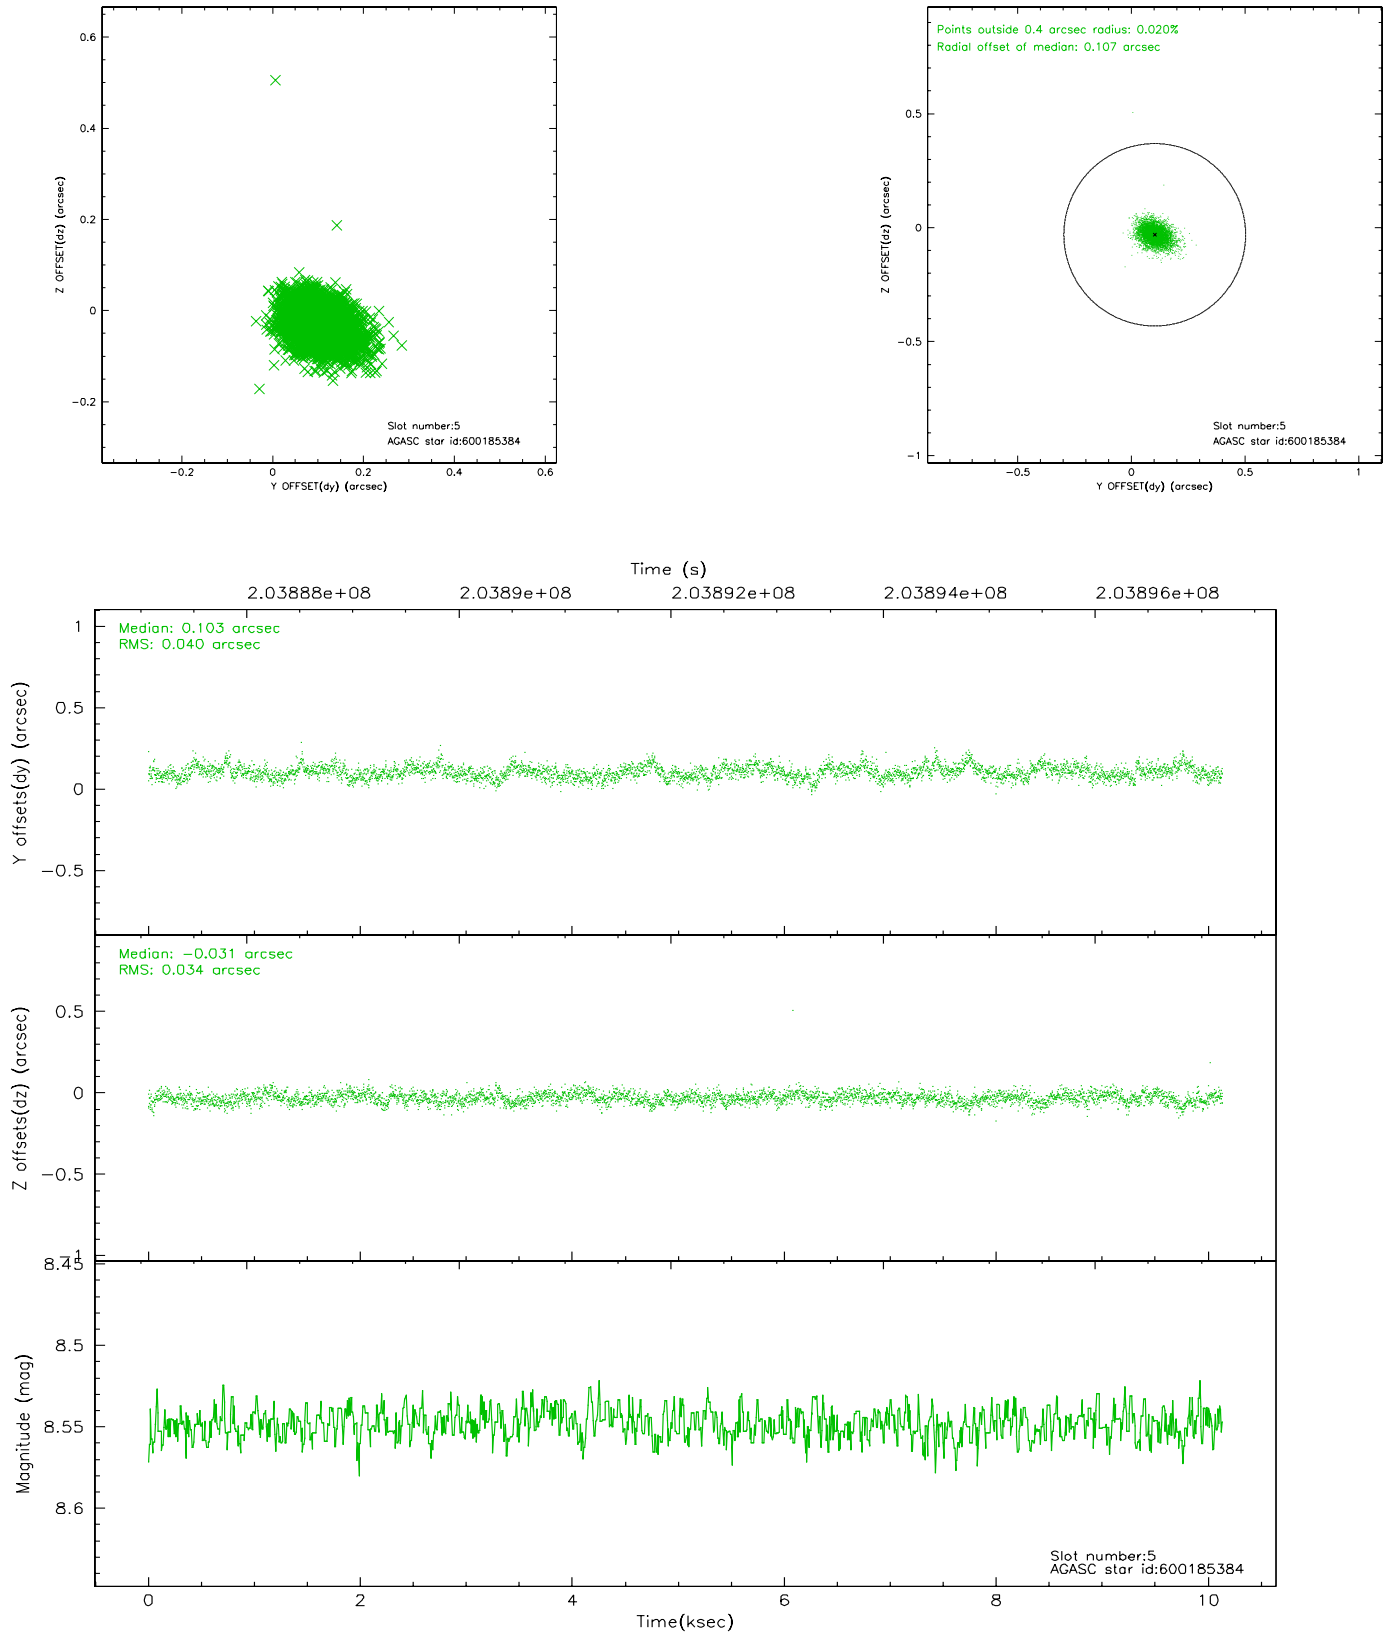 0.6
0.4
0.2
0
−0.2
Z OFFSET(dz) (arcsec)
Slot number:5
AGASC star id:600185384
−0.2 0 0.2 0.4 0.6
Y OFFSET(dy) (arcsec)
Points outside 0.4 arcsec radius: 0.020%
Radial offset of median: 0.107 arcsec
0.5
0
−0.5
−1
Z OFFSET(dz) (arcsec)
Slot number:5
AGASC star id:600185384
−0.5 0 0.5 1
Y OFFSET(dy) (arcsec)
Time (s)
2.03888e+08 2.0389e+08 2.03892e+08 2.03894e+08 2.03896e+08
Median: 0.103 arcsec
RMS: 0.040 arcsec
1
0.5
0
−0.5
Y offsets(dy) (arcsec)
Median: −0.031 arcsec
RMS: 0.034 arcsec
0.5
0
−0.5
−1
Z offsets(dz) (arcsec)
8.45
8.5
8.55
8.6
Magnitude (mag)
Slot number:5
AGASC star id:600185384
0 2 4 6 8 10
Time(ksec)